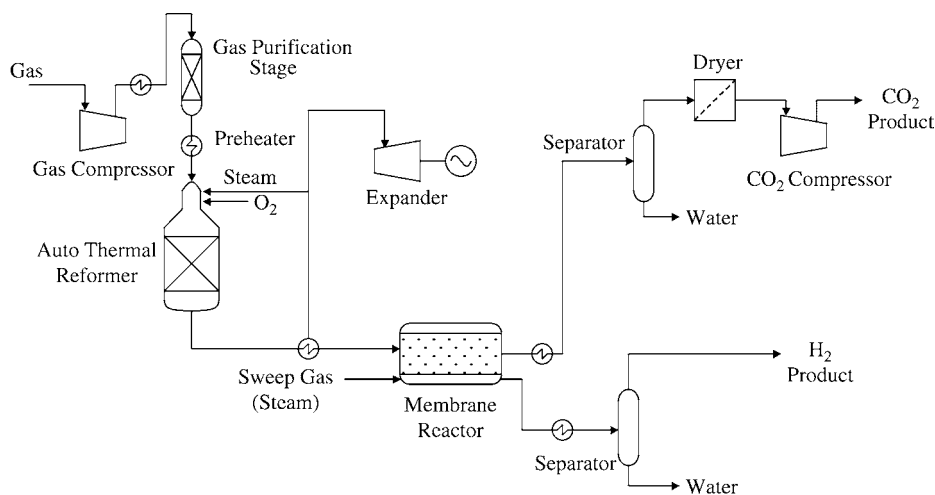 Gas
Gas Purification
Stage
Gas Compressor
Preheater
Steam
O2
Expander
Auto Thermal
Reformer
Sweep Gas
(Steam)
Membrane
Reactor
Separator
Water
Dryer
CO2
Product
CO2 Compressor
H2
Product
Separator
Water